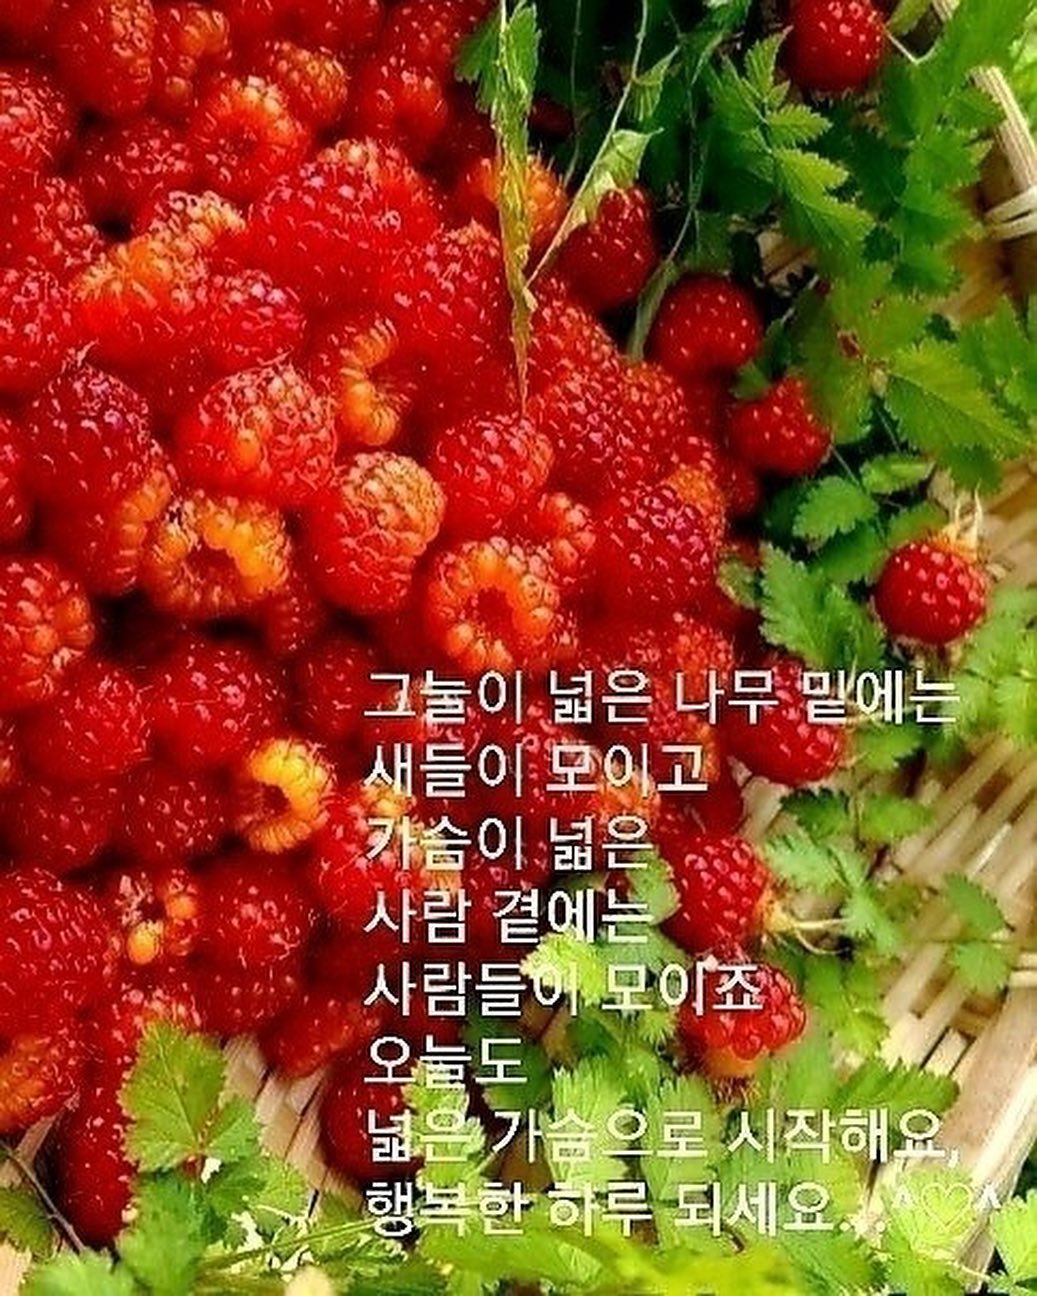 그눌이 넓은 나무 밑에는
새들이 모이고
가슴이 넓은
사람 곁에는
사람들이 모이죠
오늘도
넓은 가슴으로 시작해요,
행복한 하루 되세요...^♡^